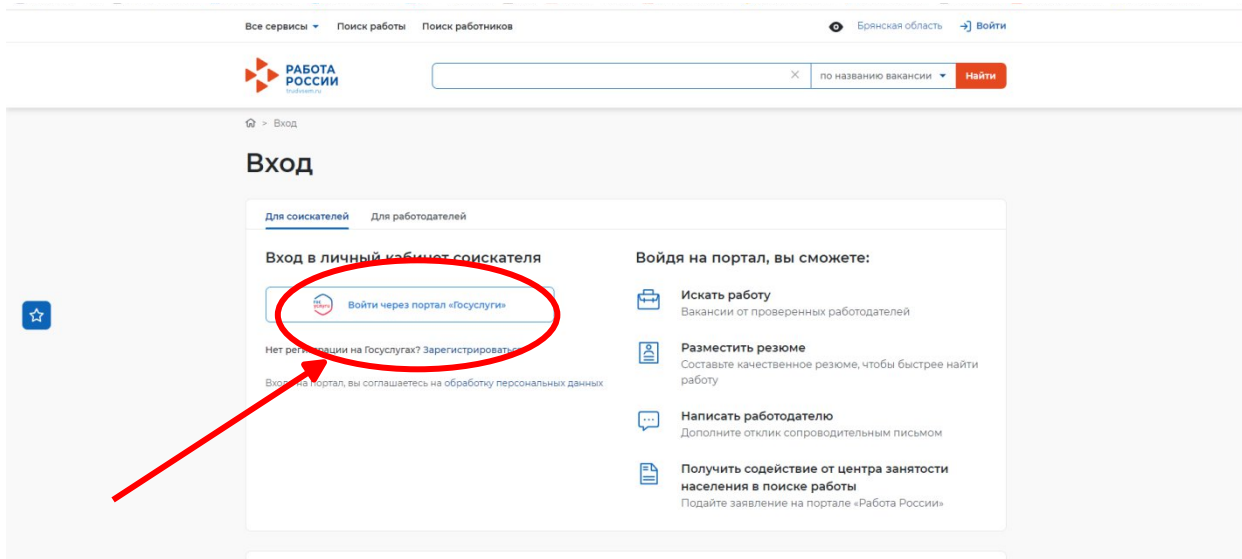 Все сервисы Поиск работы Поиск работников Брянская область Войти
РАБОТА
РОССИИ
trudvsem.ru
по названию вакансии Найти
> Вход
Вход
Для соискателей Для работодателей
Вход в личный кабинет соискателя
Войти через портал «Госуслуги»
Нет регистрации на Госуслугах? Зарегистрироваться
Входя на портал, вы соглашаетесь на обработку персональных данных
Войдя на портал, вы сможете:
Искать работу
Вакансии от проверенных работодателей
Разместить резюме
Составьте качественное резюме, чтобы быстрее найти
работу
Написать работодателю
Дополните отклик сопроводительным письмом
Получить содействие от центра занятости
населения в поиске работы
Подайте заявление на портале «Работа России»